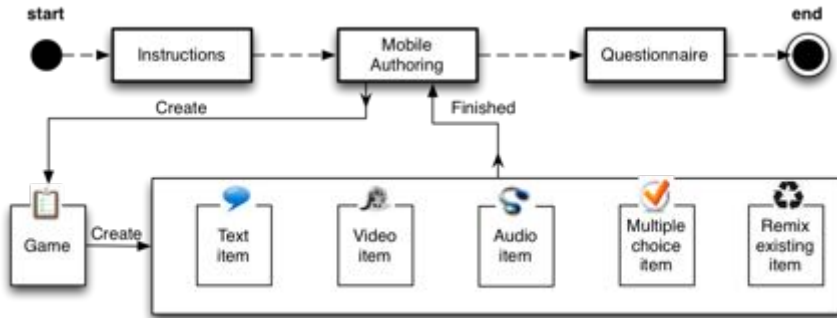 start
end
Instructions
Mobile
Authoring
Questionnaire
Create
Finished
Game
Create
Text
item
Video
item
Audio
item
Multiple
choice
item
Remix
existing
item